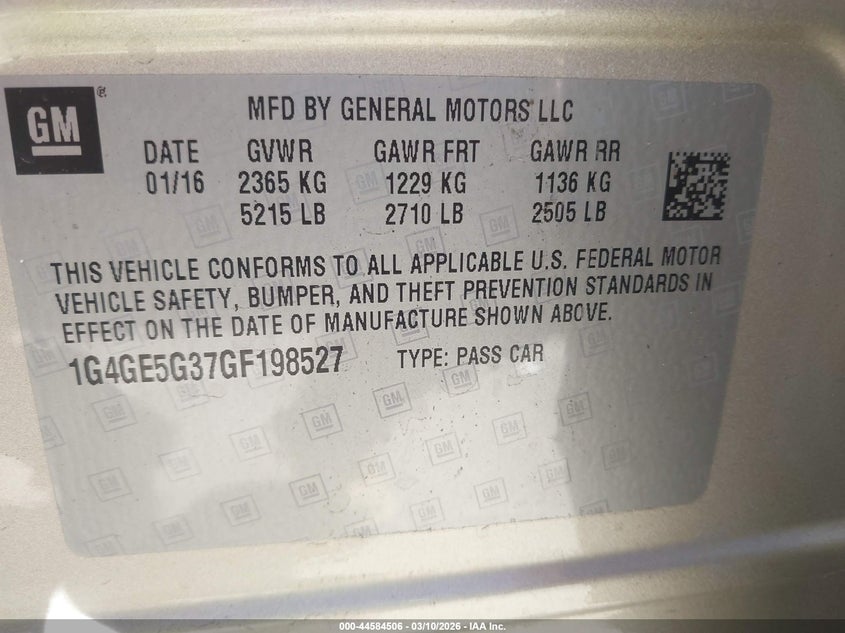 GM ®
MFD BY GENERAL MOTORS LLC
DATE GVWR GAWR FRT GAWR RR
01/16 2365 KG 1229 KG 1136 KG
5215 LB 2710 LB 2505 LB
THIS VEHICLE CONFORMS TO ALL APPLICABLE U.S. FEDERAL MOTOR
VEHICLE SAFETY, BUMPER, AND THEFT PREVENTION STANDARDS IN
EFFECT ON THE DATE OF MANUFACTURE SHOWN ABOVE.
1G4GE5G37GF198527 TYPE: PASS CAR
000-44584506 - 03/10/2026 - IAA Inc.